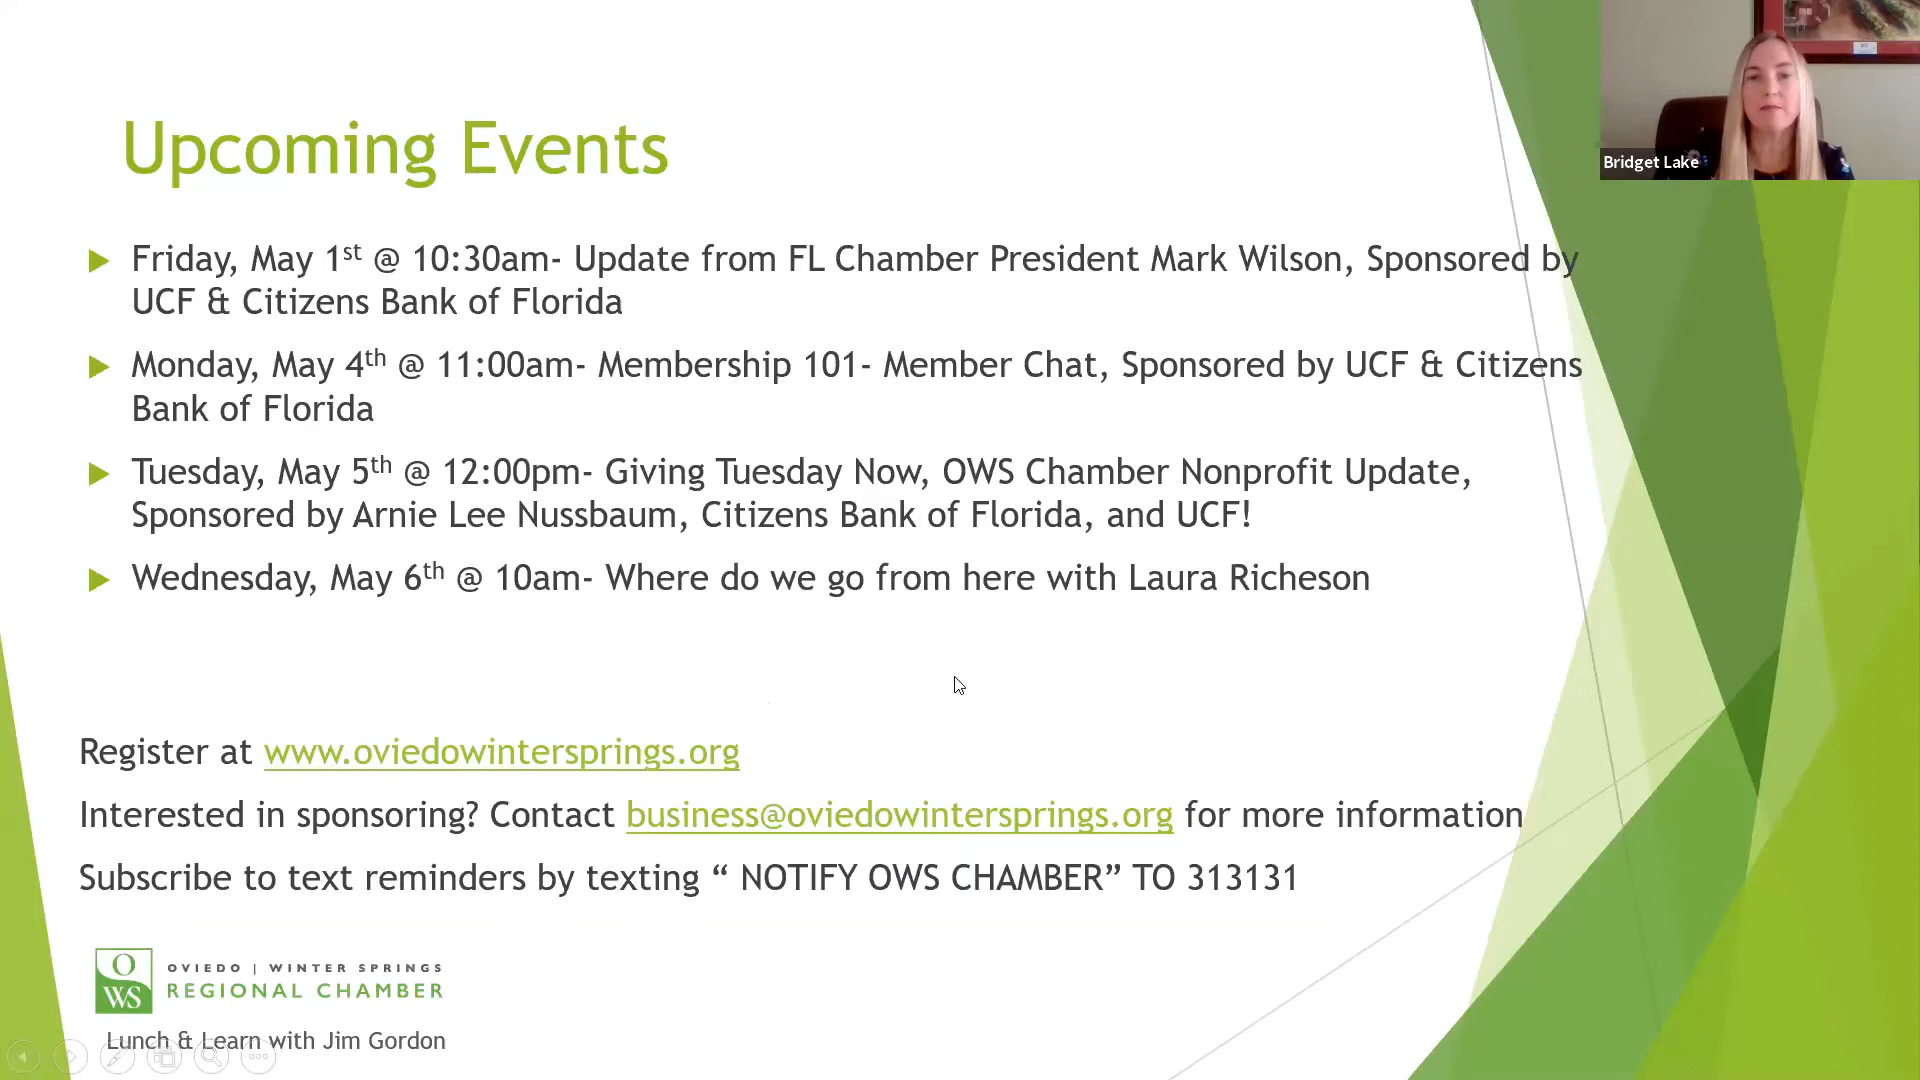 Upcoming Events
Bridget Lake
Friday, May 1st @ 10:30am- Update from FL Chamber President Mark Wilson, Sponsored by
UCF & Citizens Bank of Florida
Monday, May 4th @ 11:00am- Membership 101- Member Chat, Sponsored by UCF & Citizens
Bank of Florida
Tuesday, May 5th @ 12:00pm- Giving Tuesday Now, OWS Chamber Nonprofit Update,
Sponsored by Arnie Lee Nussbaum, Citizens Bank of Florida, and UCF!
Wednesday, May 6th @ 10am- Where do we go from here with Laura Richeson
Register at www.oviedowintersprings.org
Interested in sponsoring? Contact business@oviedowintersprings.org for more information
Subscribe to text reminders by texting “ NOTIFY OWS CHAMBER” TO 313131
O
WS
OVIEDO | WINTER SPRINGS
REGIONAL CHAMBER
Lunch & Learn with Jim Gordon